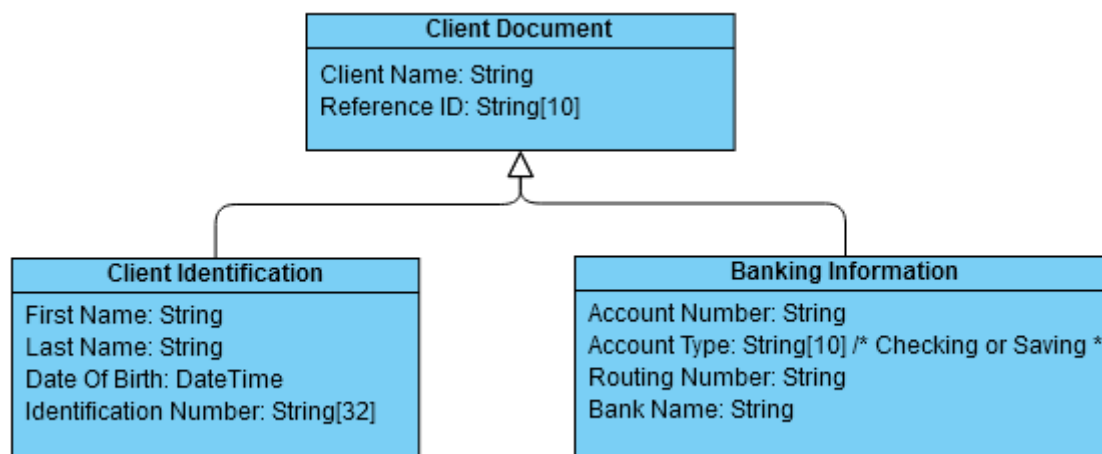 Client Document
Client Name: String
Reference ID: String[10]
Client Identification
First Name: String
Last Name: String
Date Of Birth: DateTime
Identification Number: String[32]
Banking Information
Account Number: String
Account Type: String[10] /* Checking or Saving *
Routing Number: String
Bank Name: String